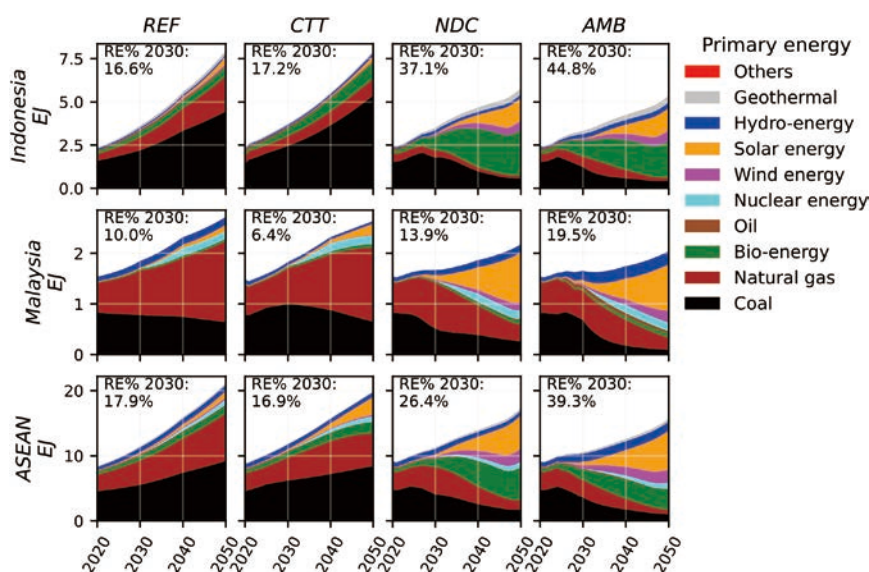 REF CTT NDC AMB
Primary energy
Others
Geothermal
Hydro-energy
Solar energy
Wind energy
Nuclear energy
Oil
Bio-energy
Natural gas
Coal
Indonesia
EJ
7.5
5.0
2.5
0.0
RE% 2030:
16.6%
RE% 2030:
17.2%
RE% 2030:
37.1%
RE% 2030:
44.8%
Malaysia
EJ
2
1
0
RE% 2030:
10.0%
RE% 2030:
6.4%
RE% 2030:
13.9%
RE% 2030:
19.5%
ASEAN
EJ
20
10
0
RE% 2030:
17.9%
RE% 2030:
16.9%
RE% 2030:
26.4%
RE% 2030:
39.3%
2020 2030 2040 2050 2020 2030 2040 2050 2020 2030 2040 2050 2020 2030 2040 2050